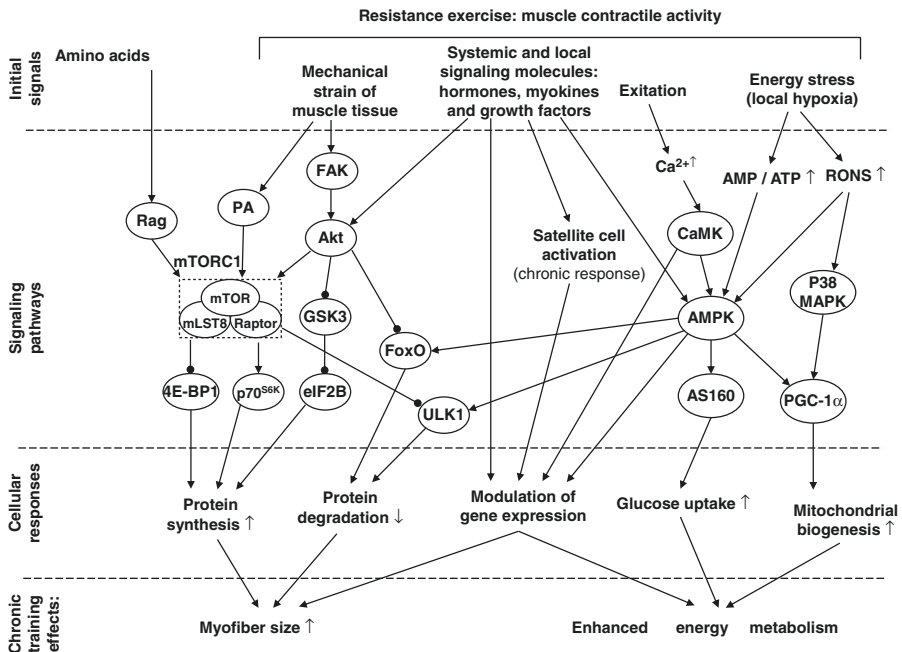 Resistance exercise: muscle contractile activity
Initial
signals
Amino acids
Mechanical
strain of
muscle tissue
Systemic and local
signaling molecules:
hormones, myokines
and growth factors
Exitation
Energy stress
(local hypoxia)
Signaling
pathways
Rag
PA
FAK
Akt
Ca²⁺↑
AMP / ATP ↑
RONS ↑
CaMK
Satellite cell
activation
(chronic response)
mTORC1
mTOR
mLST8
Raptor
GSK3
FoxO
AMPK
P38
MAPK
4E-BP1
p70ˢ⁶ᴷ
eIF2B
ULK1
AS160
PGC-1α
Cellular
responses
Protein
synthesis ↑
Protein
degradation ↓
Modulation of
gene expression
Glucose uptake ↑
Mitochondrial
biogenesis ↑
Chronic
training
effects:
Myofiber size ↑
Enhanced energy metabolism